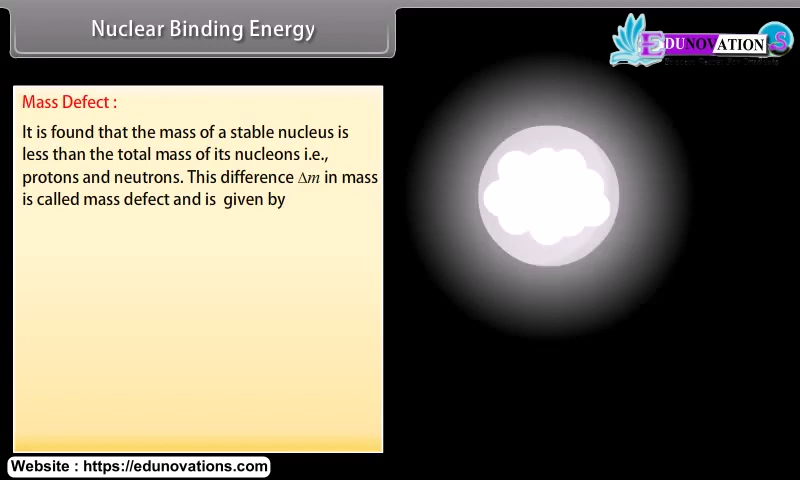 Nuclear Binding Energy
EDUNOVATION.S
Mass Defect :
It is found that the mass of a stable nucleus is
less than the total mass of its nucleons i.e.,
protons and neutrons. This difference Δm in mass
is called mass defect and is given by
Website : https://edunovations.com